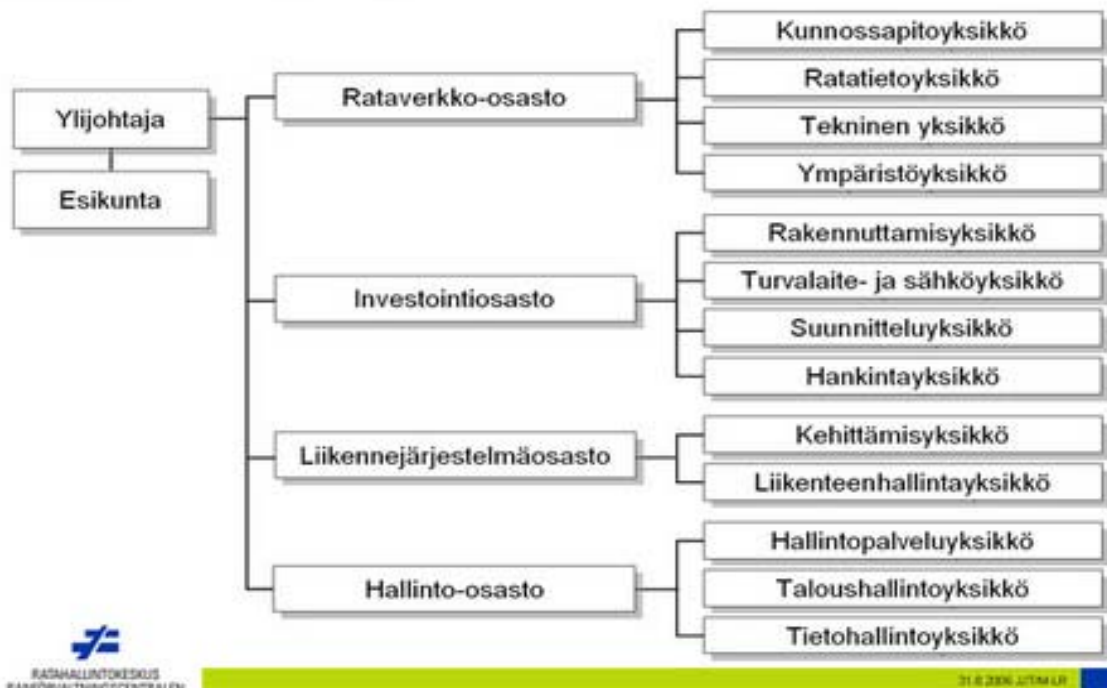 Ylijohtaja
Esikunta
Rataverkko-osasto
Kunnossapitoyksikkö
Ratatietoyksikkö
Tekninen yksikkö
Ympäristöyksikkö
Investointiosasto
Rakennuttamisyksikkö
Turvalaite- ja sähköyksikkö
Suunnitteluyksikkö
Hankintayksikkö
Liikennejärjestelmäosasto
Kehittämisyksikkö
Liikenteenhallintayksikkö
Hallinto-osasto
Hallintopalveluyksikkö
Taloushallintoyksikkö
Tietohallintoyksikkö
RATAHALLINTOKESKUS
BANFÖRVALTNINGSCENTRALEN